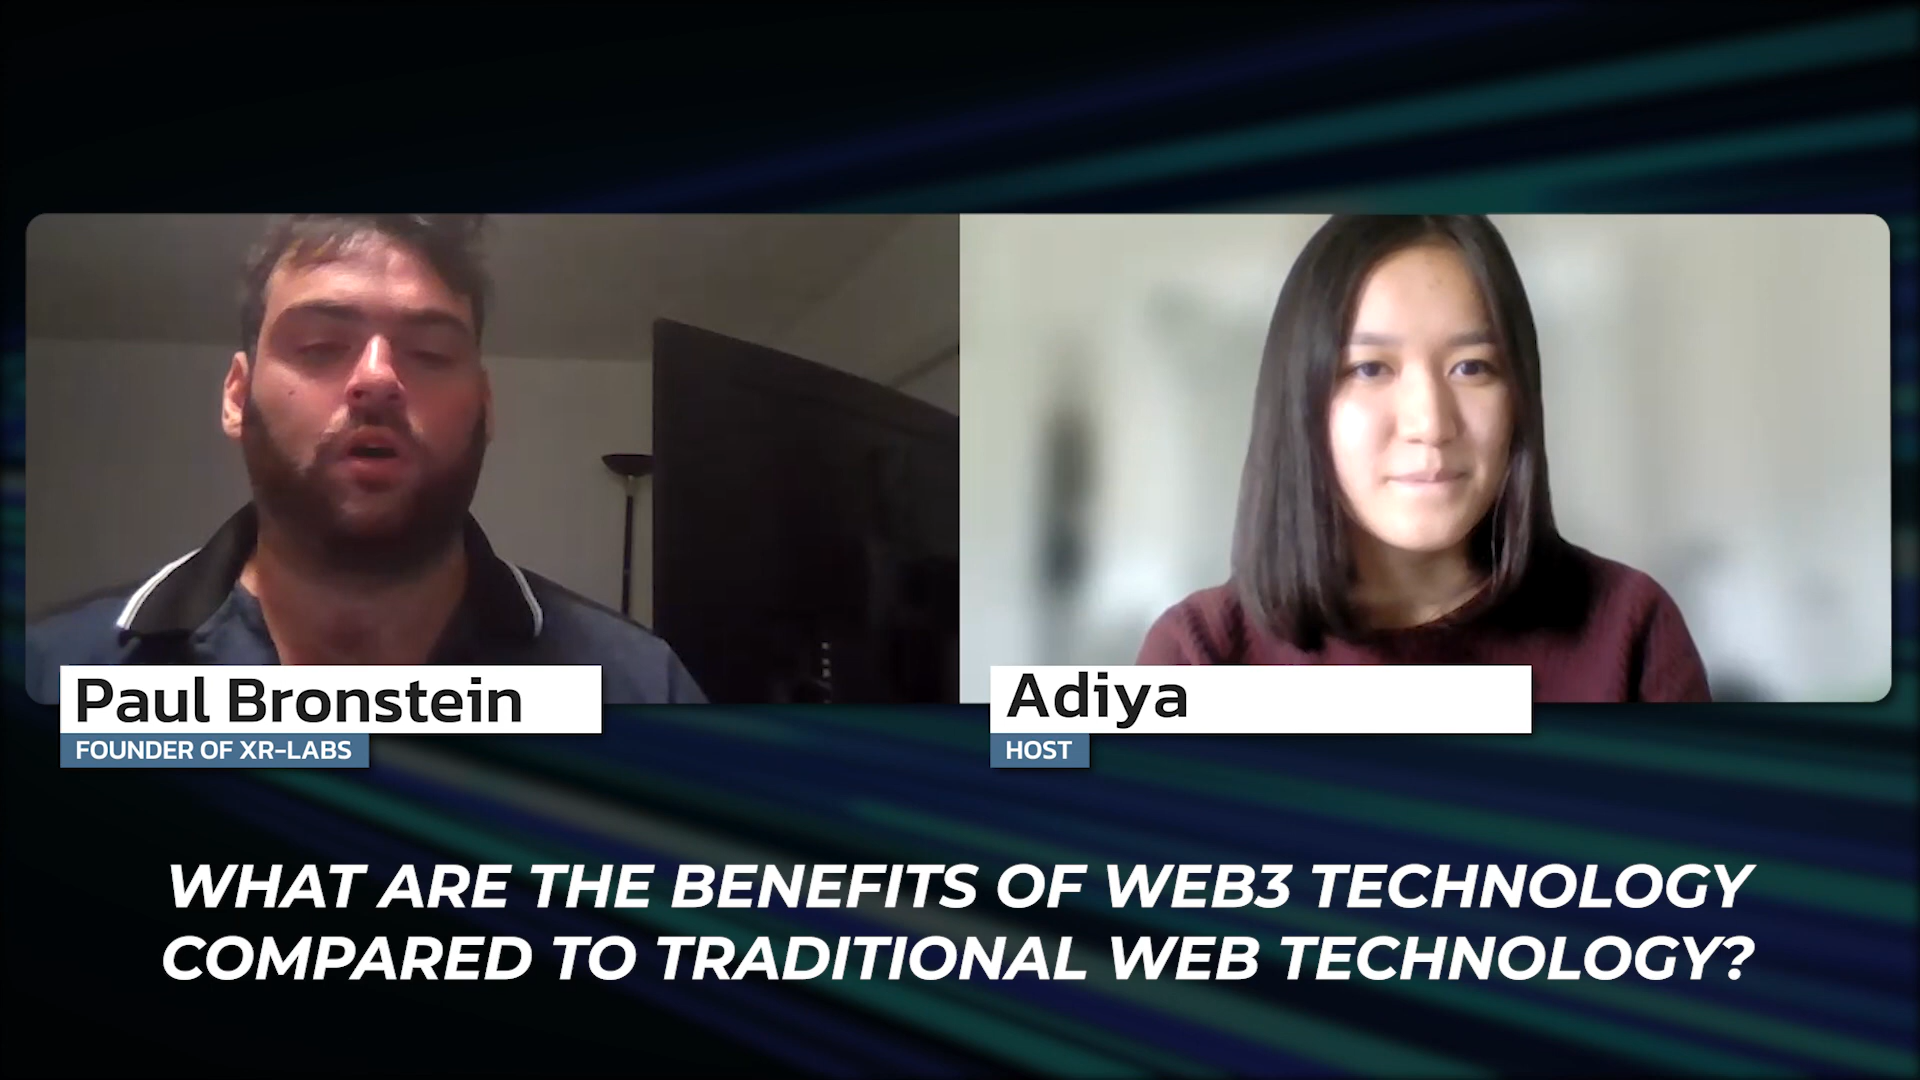 Paul Bronstein
FOUNDER OF XR-LABS
Adiya
HOST
WHAT ARE THE BENEFITS OF WEB3 TECHNOLOGY
COMPARED TO TRADITIONAL WEB TECHNOLOGY?